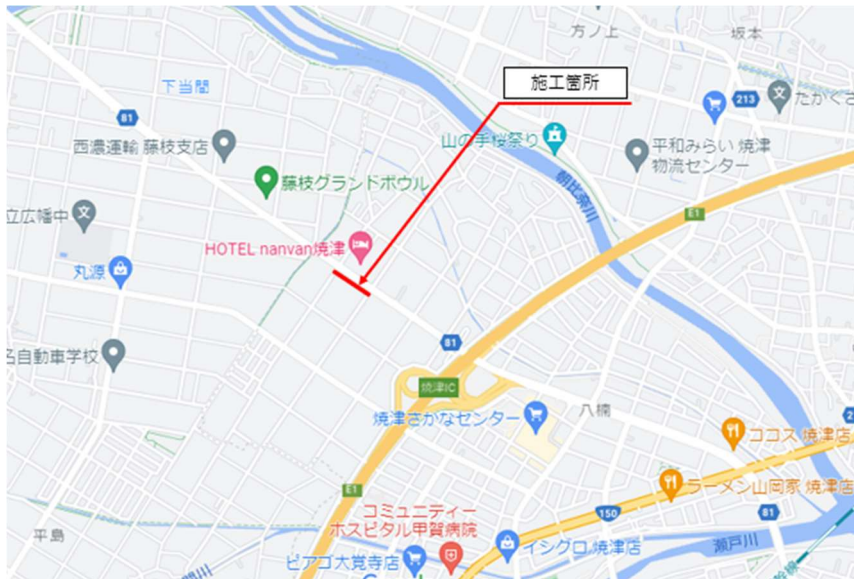 方ノ上
坂本
施工箇所
下当間
213
たかくさ
81
山の手桜祭り
西濃運輸 藤枝支店
平和みらい 焼津
物流センター
藤枝グランドボウル
朝比奈川
立広幡中
E1
HOTEL nanvan焼津
丸源
81
名自動車学校
焼津IC
焼津さかなセンター
八楠
ココス 焼津店
E1
ラーメン山岡家 焼津店
コミュニティー
ホスピタル甲賀病院
150
81
平島
イシグロ 焼津店
瀬戸川
ピアゴ大覚寺店